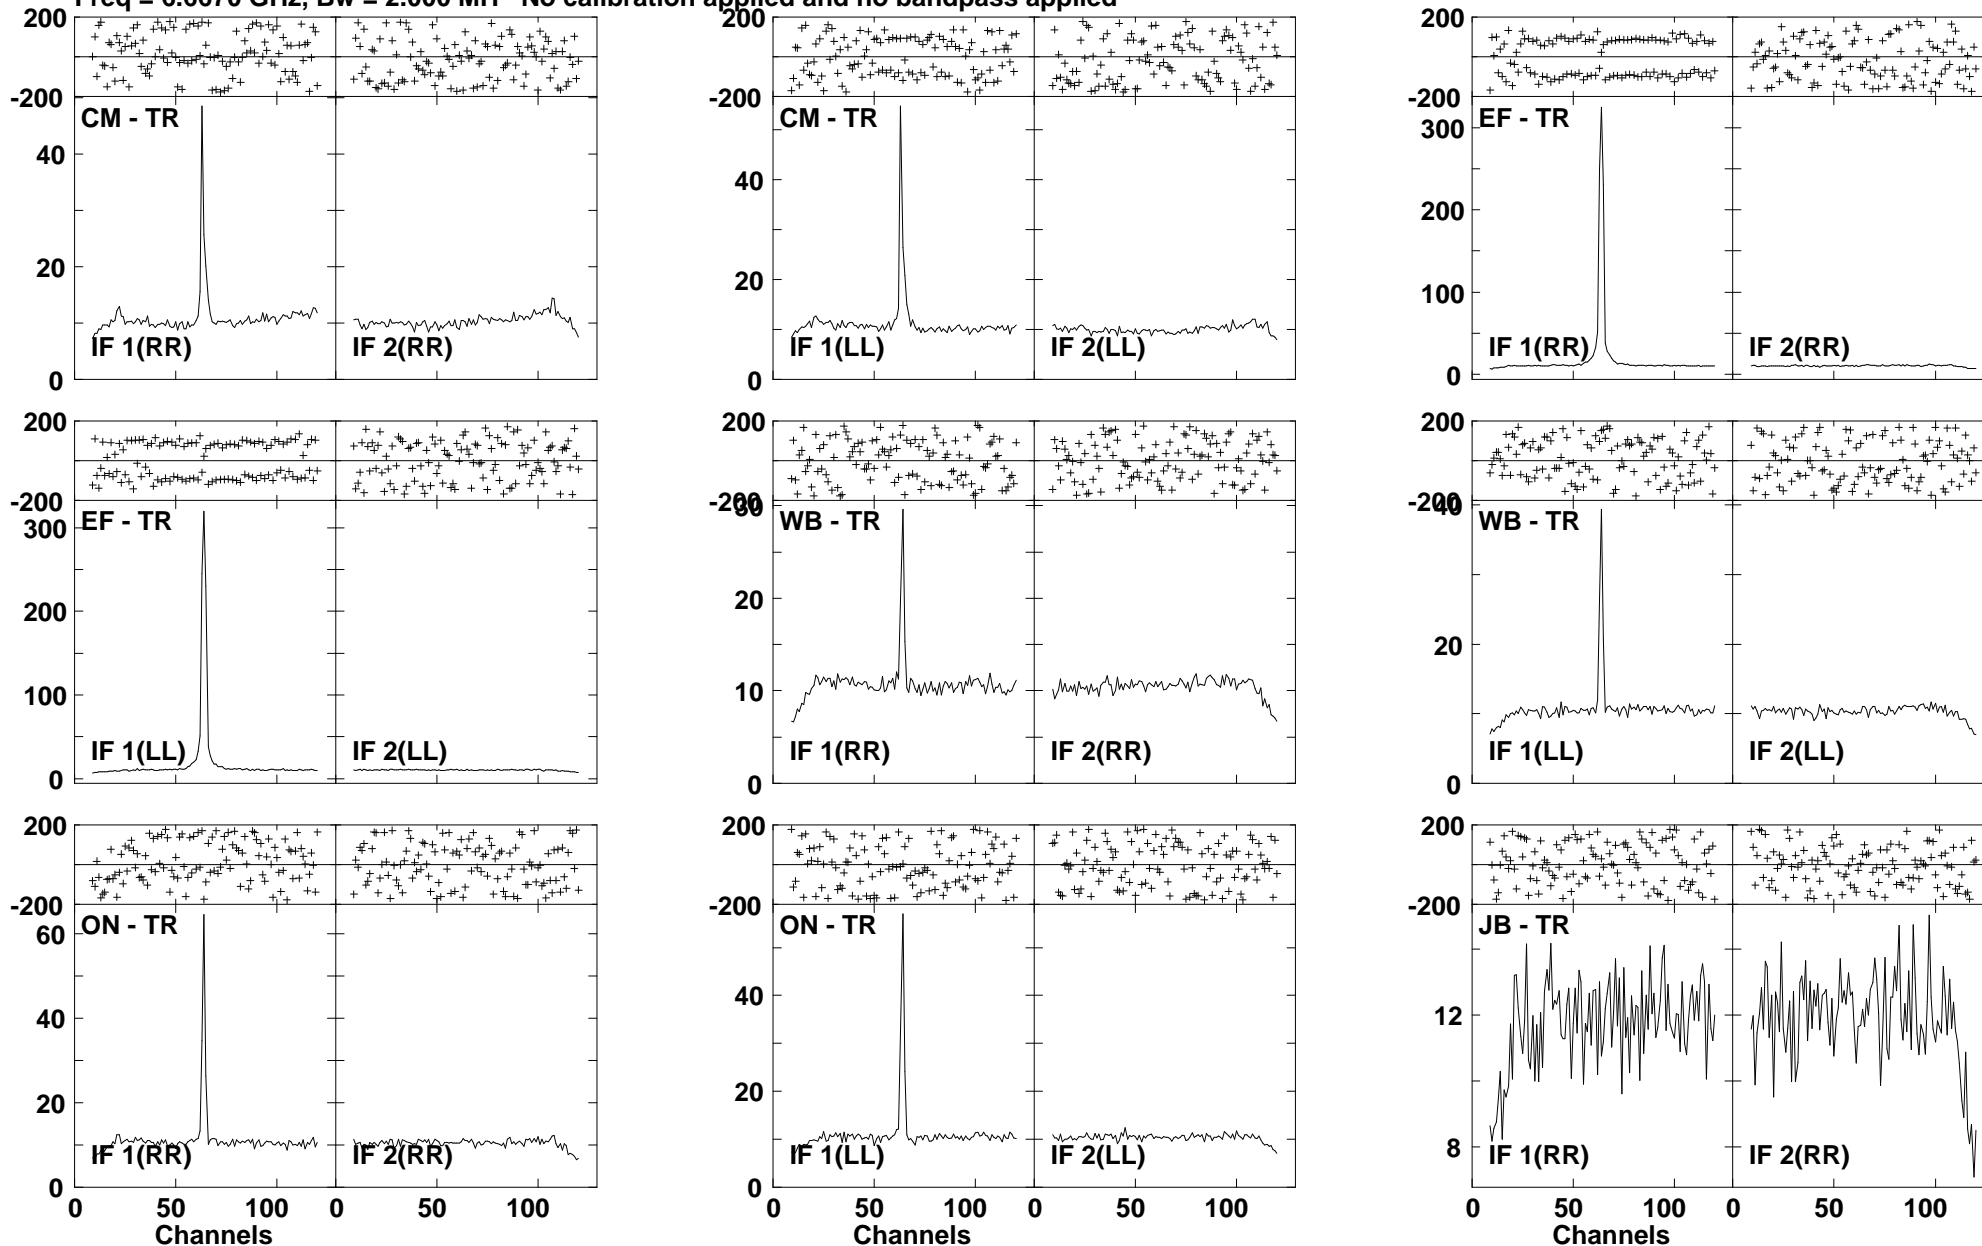 Freq = 6.6670 GHz, Bw = 2.000 MH No calibration applied and no bandpass applied
200
-200
CM - TR
40
20
0
IF 1(RR)
IF 2(RR)
200
-200
CM - TR
40
20
0
IF 1(LL)
IF 2(LL)
200
-200
EF - TR
300
200
100
0
IF 1(RR)
IF 2(RR)
200
-200
EF - TR
300
200
100
0
IF 1(LL)
IF 2(LL)
200
-200
30
WB - TR
20
10
0
IF 1(RR)
IF 2(RR)
200
-200
40
WB - TR
20
0
IF 1(LL)
IF 2(LL)
200
-200
ON - TR
60
40
20
0
IF 1(RR)
IF 2(RR)
0 50 100 0 50 100
Channels
200
-200
ON - TR
40
20
0
IF 1(LL)
IF 2(LL)
0 50 100 0 50 100
Channels
200
-200
JB - TR
12
8
IF 1(RR)
IF 2(RR)
0 50 100 0 50 100
Channels